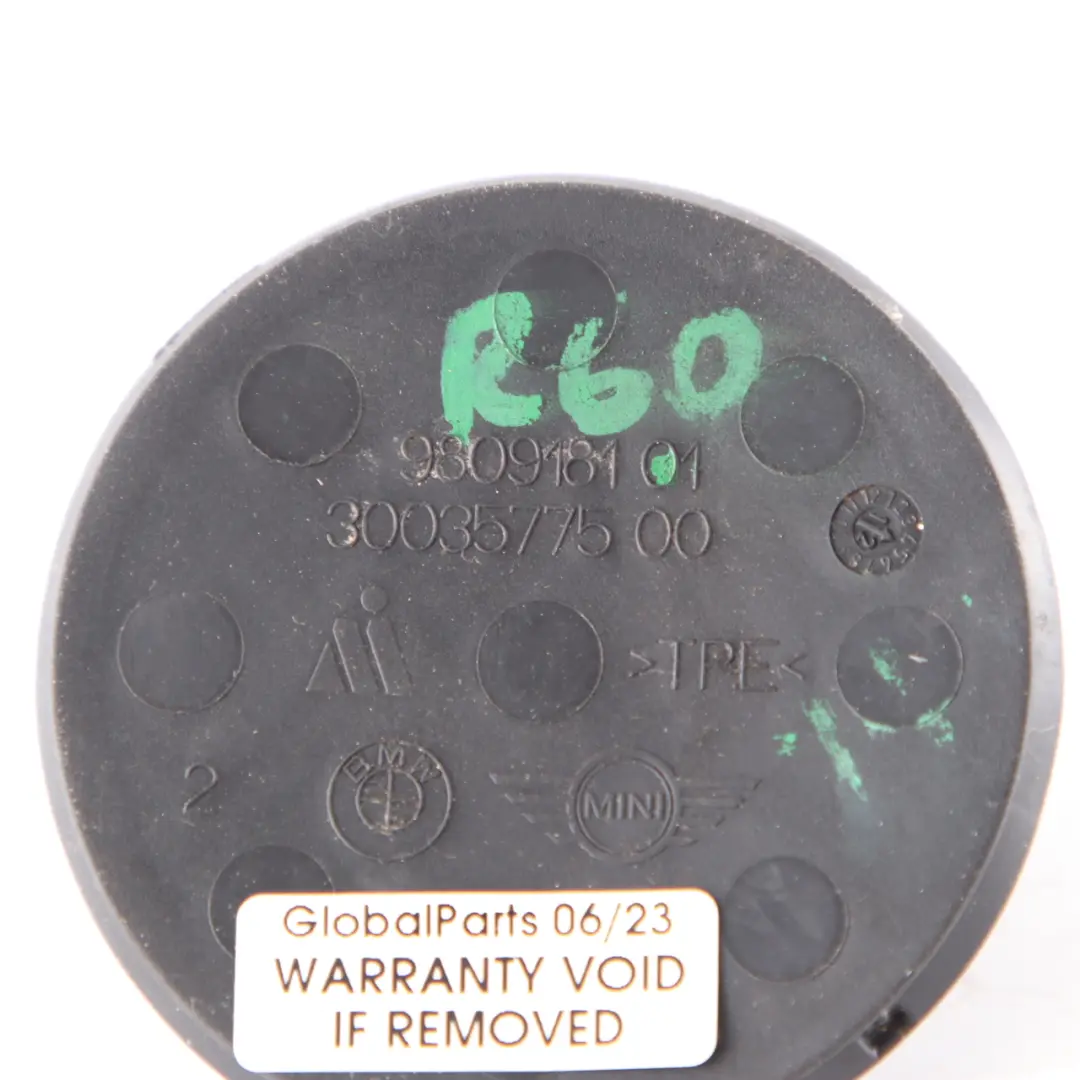 R60
9809181 01
30035775 00
>TPE<
2
BMW
MINI
GlobalParts 06/23
WARRANTY VOID
IF REMOVED